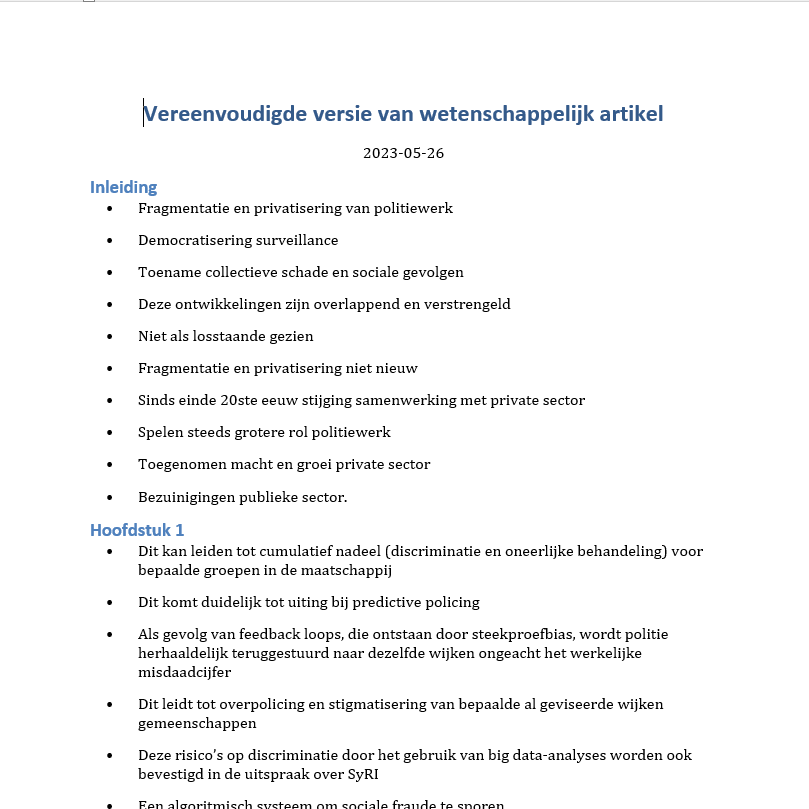 Vereenvoudigde versie van wetenschappelijk artikel
2023-05-26
Inleiding
• Fragmentatie en privatisering van politiewerk
• Democratisering surveillance
• Toename collectieve schade en sociale gevolgen
• Deze ontwikkelingen zijn overlappend en verstrengeld
• Niet als losstaande gezien
• Fragmentatie en privatisering niet nieuw
• Sinds einde 20ste eeuw stijging samenwerking met private sector
• Spelen steeds grotere rol politiewerk
• Toegenomen macht en groei private sector
• Bezuinigingen publieke sector.
Hoofdstuk 1
• Dit kan leiden tot cumulatief nadeel (discriminatie en oneerlijke behandeling) voor
bepaalde groepen in de maatschappij
• Dit komt duidelijk tot uiting bij predictive policing
• Als gevolg van feedback loops, die ontstaan door steekproefbias, wordt politie
herhaaldelijk teruggestuurd naar dezelfde wijken ongeacht het werkelijke
misdaadcijfer
• Dit leidt tot overpolicing en stigmatisering van bepaalde al geviseerde wijken
gemeenschappen
• Deze risico's op discriminatie door het gebruik van big data-analyses worden ook
bevestigd in de uitspraak over SyRI
• Een algoritmisch systeem om sociale fraude te sporen